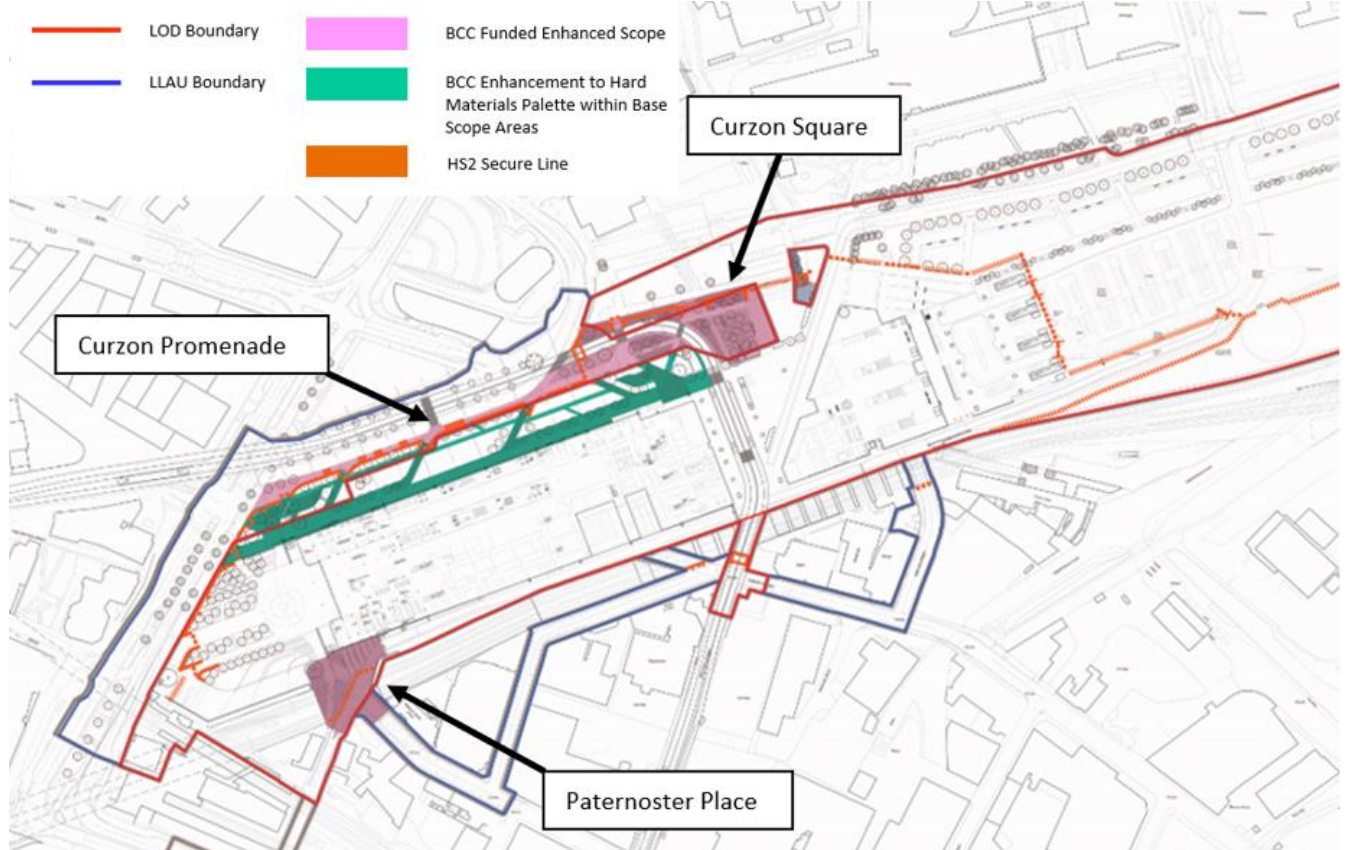 LOD Boundary
BCC Funded Enhanced Scope
LLAU Boundary
BCC Enhancement to Hard
Materials Palette within Base
Scope Areas
HS2 Secure Line
Curzon Square
Curzon Promenade
Paternoster Place